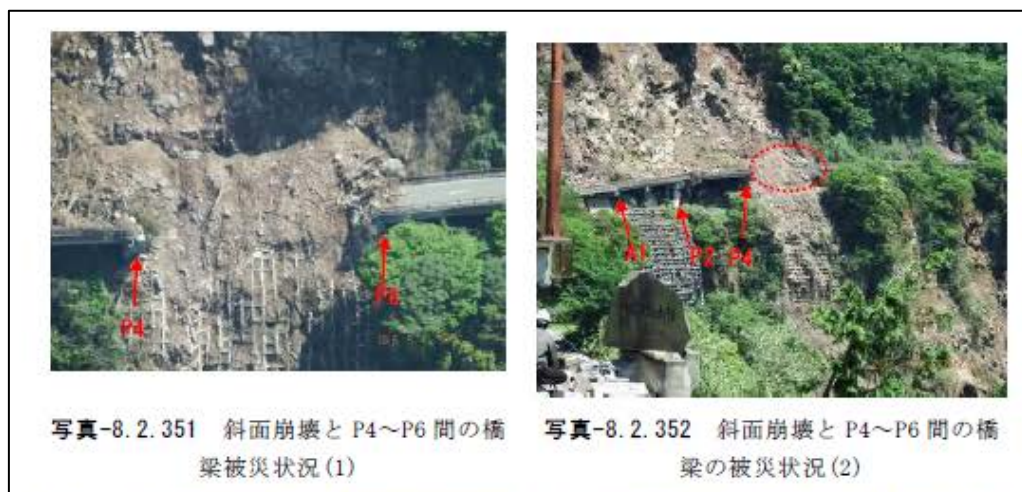 P4
P6
A1
P2
P4
写真-8.2.351 斜面崩壊と P4～P6 間の橋
梁被災状況(1)
写真-8.2.352 斜面崩壊と P4～P6 間の橋
梁の被災状況(2)